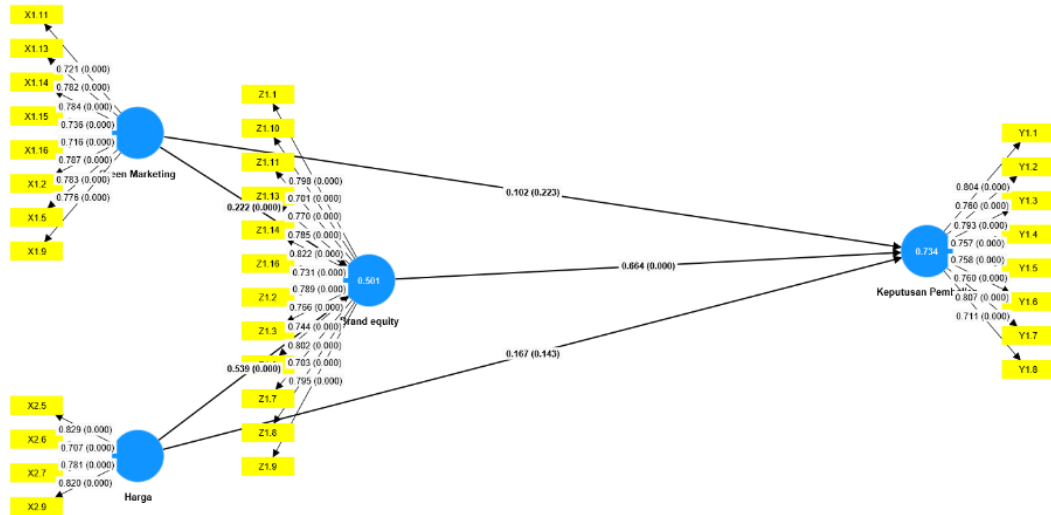 X1.11
X1.13
X1.14
X1.15
X1.16
X1.2
X1.5
X1.9
0.721 (0.000)
0.782 (0.000)
0.784 (0.000)
0.736 (0.000)
0.716 (0.000)
0.787 (0.000)
0.783 (0.000)
0.776 (0.000)
Marketing
X2.5
X2.6
X2.7
X2.9
0.829 (0.000)
0.707 (0.000)
0.781 (0.000)
0.820 (0.000)
Harga
0.222 (0.000)
0.539 (0.000)
Z1.1
Z1.10
Z1.11
Z1.13
Z1.14
Z1.16
Z1.2
Z1.3
Z1.7
Z1.8
Z1.9
0.798 (0.000)
0.701 (0.000)
0.770 (0.000)
0.785 (0.000)
0.822 (0.000)
0.731 (0.000)
0.789 (0.000)
0.766 (0.000)
0.744 (0.000)
0.802 (0.000)
0.703 (0.000)
0.795 (0.000)
0.501
Brand equity
0.102 (0.223)
0.664 (0.000)
0.167 (0.143)
0.734
Keputusan
0.804 (0.000)
0.760 (0.000)
0.793 (0.000)
0.757 (0.000)
0.758 (0.000)
0.760 (0.000)
0.807 (0.000)
0.711 (0.000)
Y1.1
Y1.2
Y1.3
Y1.4
Y1.5
Y1.6
Y1.7
Y1.8